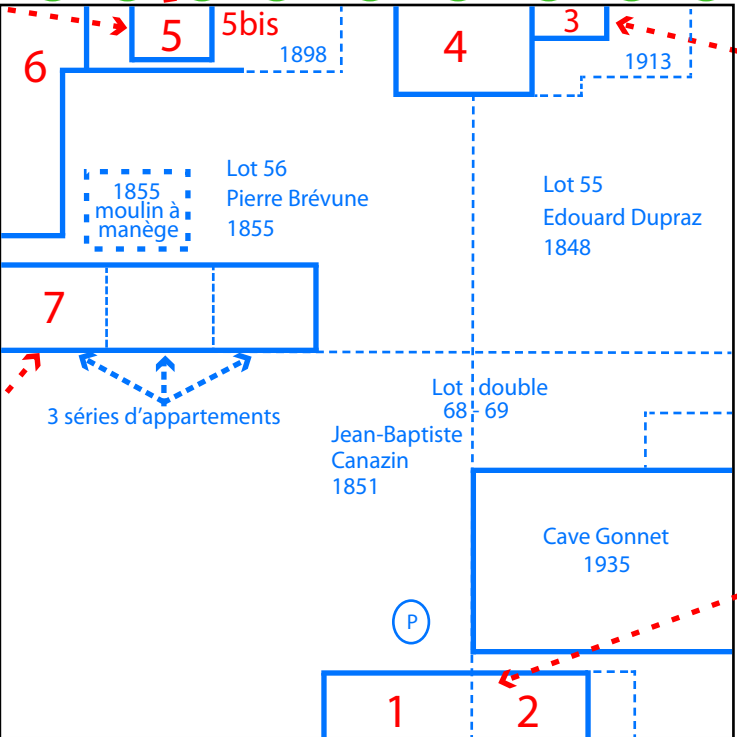 5
5bis
6
1898
4
3
1913
1855
moulin à
manège
Lot 56
Pierre Brévune
1855
Lot 55
Edouard Dupraz
1848
7
3 séries d'appartements
Lot double
68 - 69
Jean-Baptiste
Canazin
1851
Cave Gonnet
1935
P
1
2